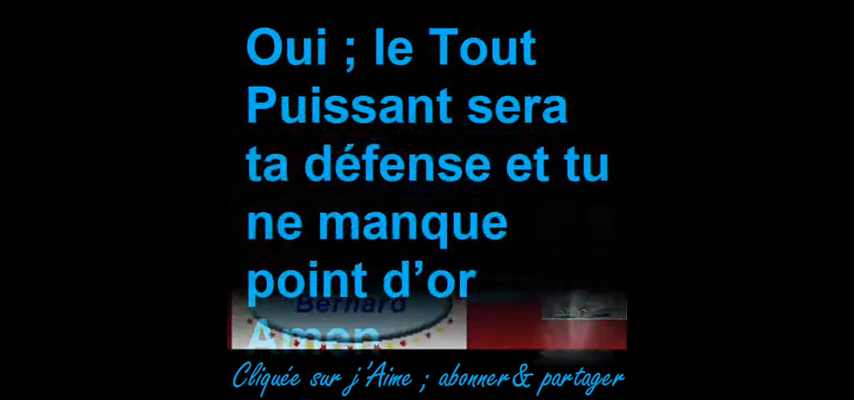 Oui ; le Tout
Puissant sera
ta défense et tu
ne manque
point d’or
Bernard
Amen
Cliquée sur j'Aime ; abonner& partager